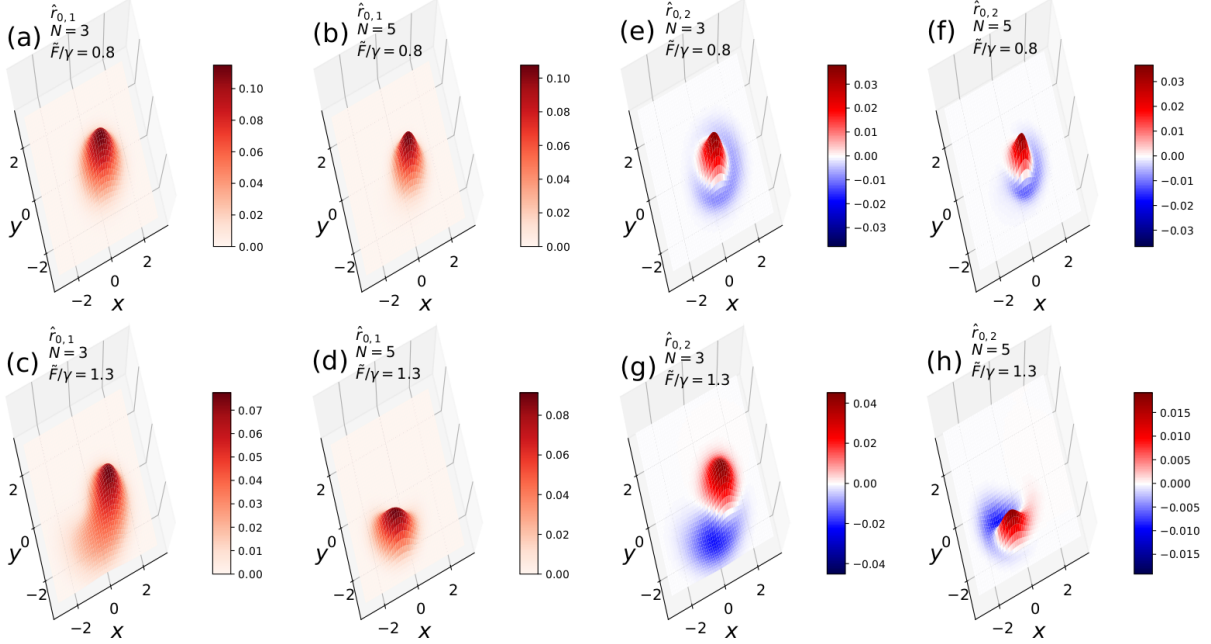 (a)
r̂0,1
N = 3
F̃/γ = 0.8
0.10
0.08
0.06
0.04
0.02
0.00
2
0
−2
y
−2
0
2
x
(b)
r̂0,1
N = 5
F̃/γ = 0.8
0.10
0.08
0.06
0.04
0.02
0.00
2
0
−2
y
−2
0
2
x
(e)
r̂0,2
N = 3
F̃/γ = 0.8
0.03
0.02
0.01
0.00
−0.01
−0.02
−0.03
2
0
−2
y
−2
0
2
x
(f)
r̂0,2
N = 5
F̃/γ = 0.8
0.03
0.02
0.01
0.00
−0.01
−0.02
−0.03
2
0
−2
y
−2
0
2
x
(c)
r̂0,1
N = 3
F̃/γ = 1.3
0.07
0.06
0.05
0.04
0.03
0.02
0.01
0.00
2
0
−2
y
−2
0
2
x
(d)
r̂0,1
N = 5
F̃/γ = 1.3
0.08
0.06
0.04
0.02
0.00
2
0
−2
y
−2
0
2
x
(g)
r̂0,2
N = 3
F̃/γ = 1.3
0.04
0.02
0.00
−0.02
−0.04
2
0
−2
y
−2
0
2
x
(h)
r̂0,2
N = 5
F̃/γ = 1.3
0.015
0.010
0.005
0.000
−0.005
−0.010
−0.015
2
0
−2
y
−2
0
2
x